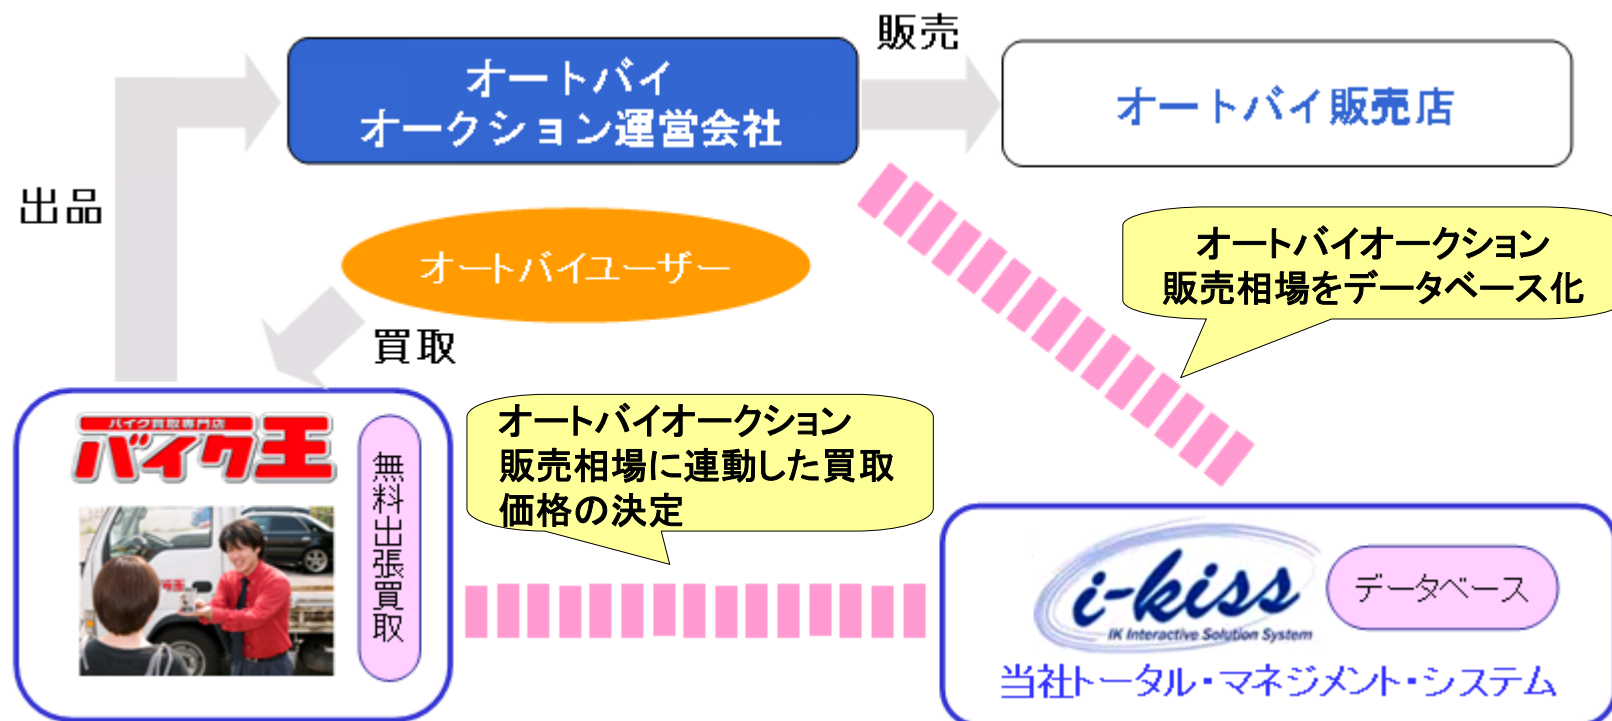 販売
オートバイ
オークション運営会社
オートバイ販売店
出品
オートバイユーザー
オートバイオークション
販売相場をデータベース化
買取
バイク買取専門店
バイク王
無料出張買取
オートバイオークション
販売相場に連動した買取
価格の決定
i-kiss
IK Interactive Solution System
データベース
当社トータル・マネジメント・システム